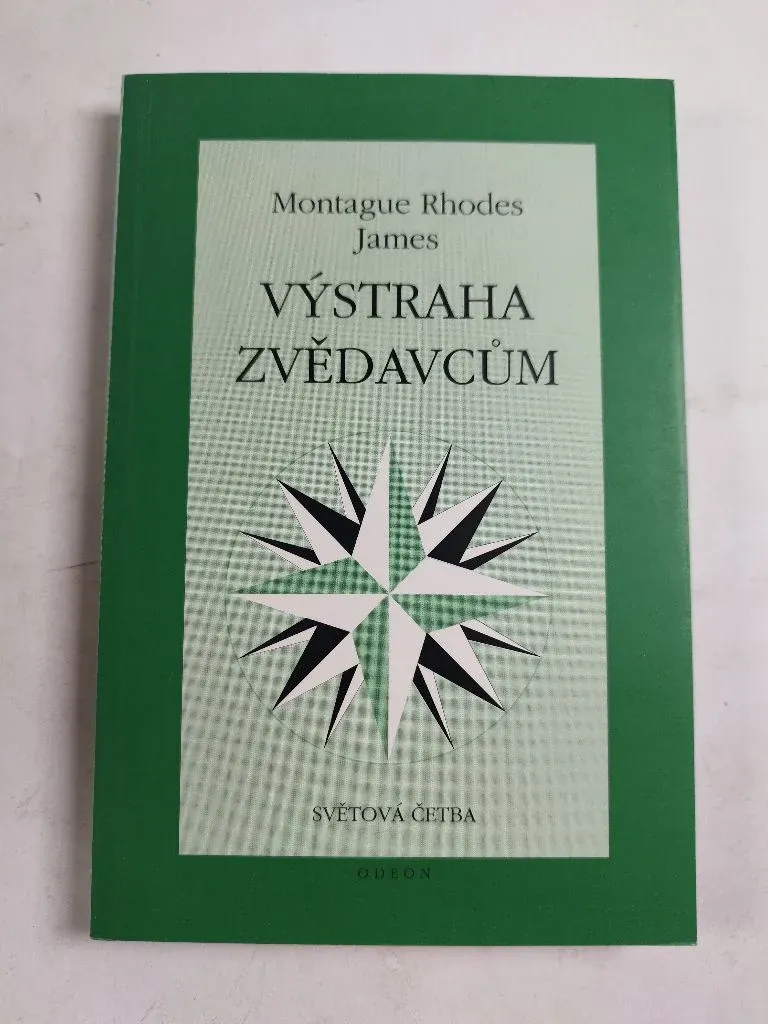 Montague Rhodes
James
VÝSTRAHA
ZVĚDAVCŮM
SVĚTOVÁ ČETBA
ODEON